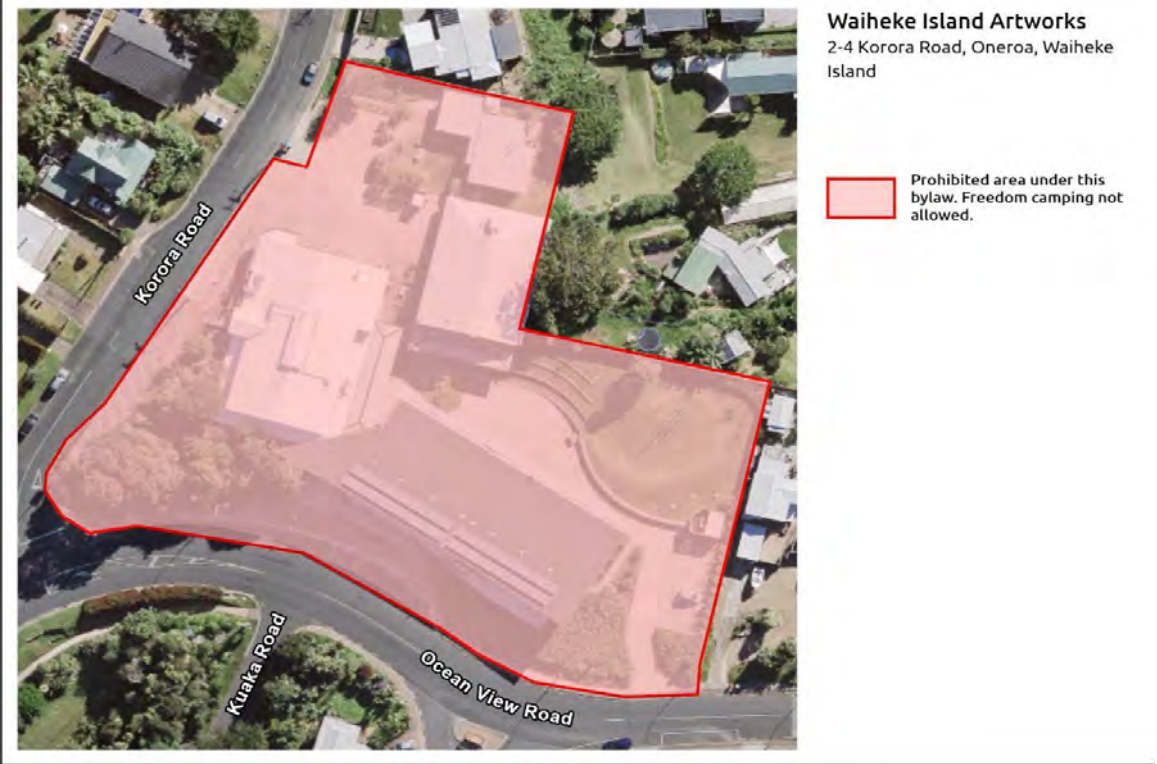 Waiheke Island Artworks
2-4 Korora Road, Oneroa, Waiheke
Island
Prohibited area under this
bylaw. Freedom camping not
allowed.
Korora Road
Kuaka Road
Ocean View Road